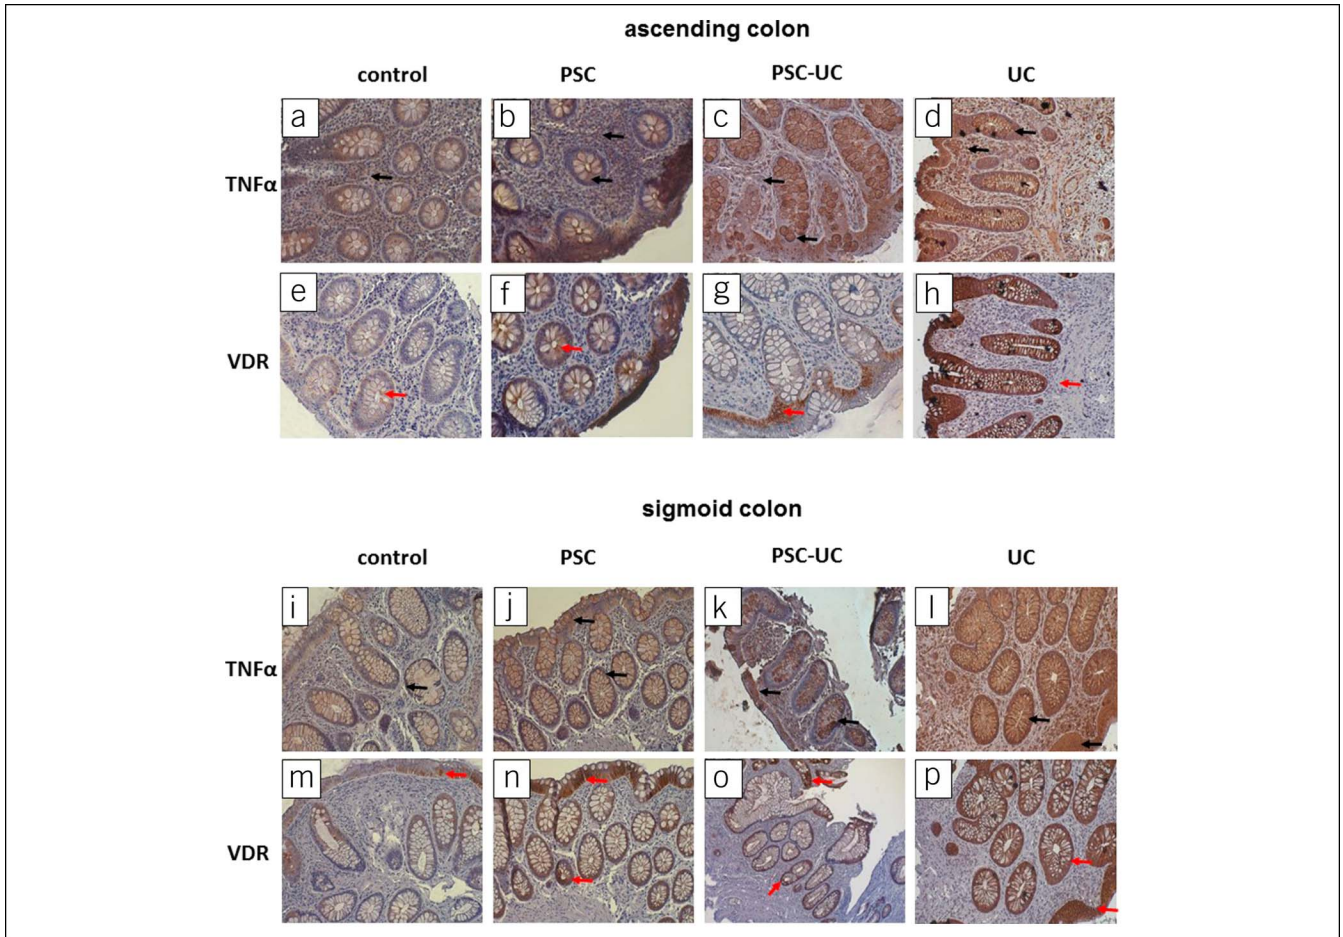 ascending colon
control PSC PSC-UC UC
a b c d
TNFα
e f g h
VDR
sigmoid colon
control PSC PSC-UC UC
i j k l
TNFα
m n o p
VDR